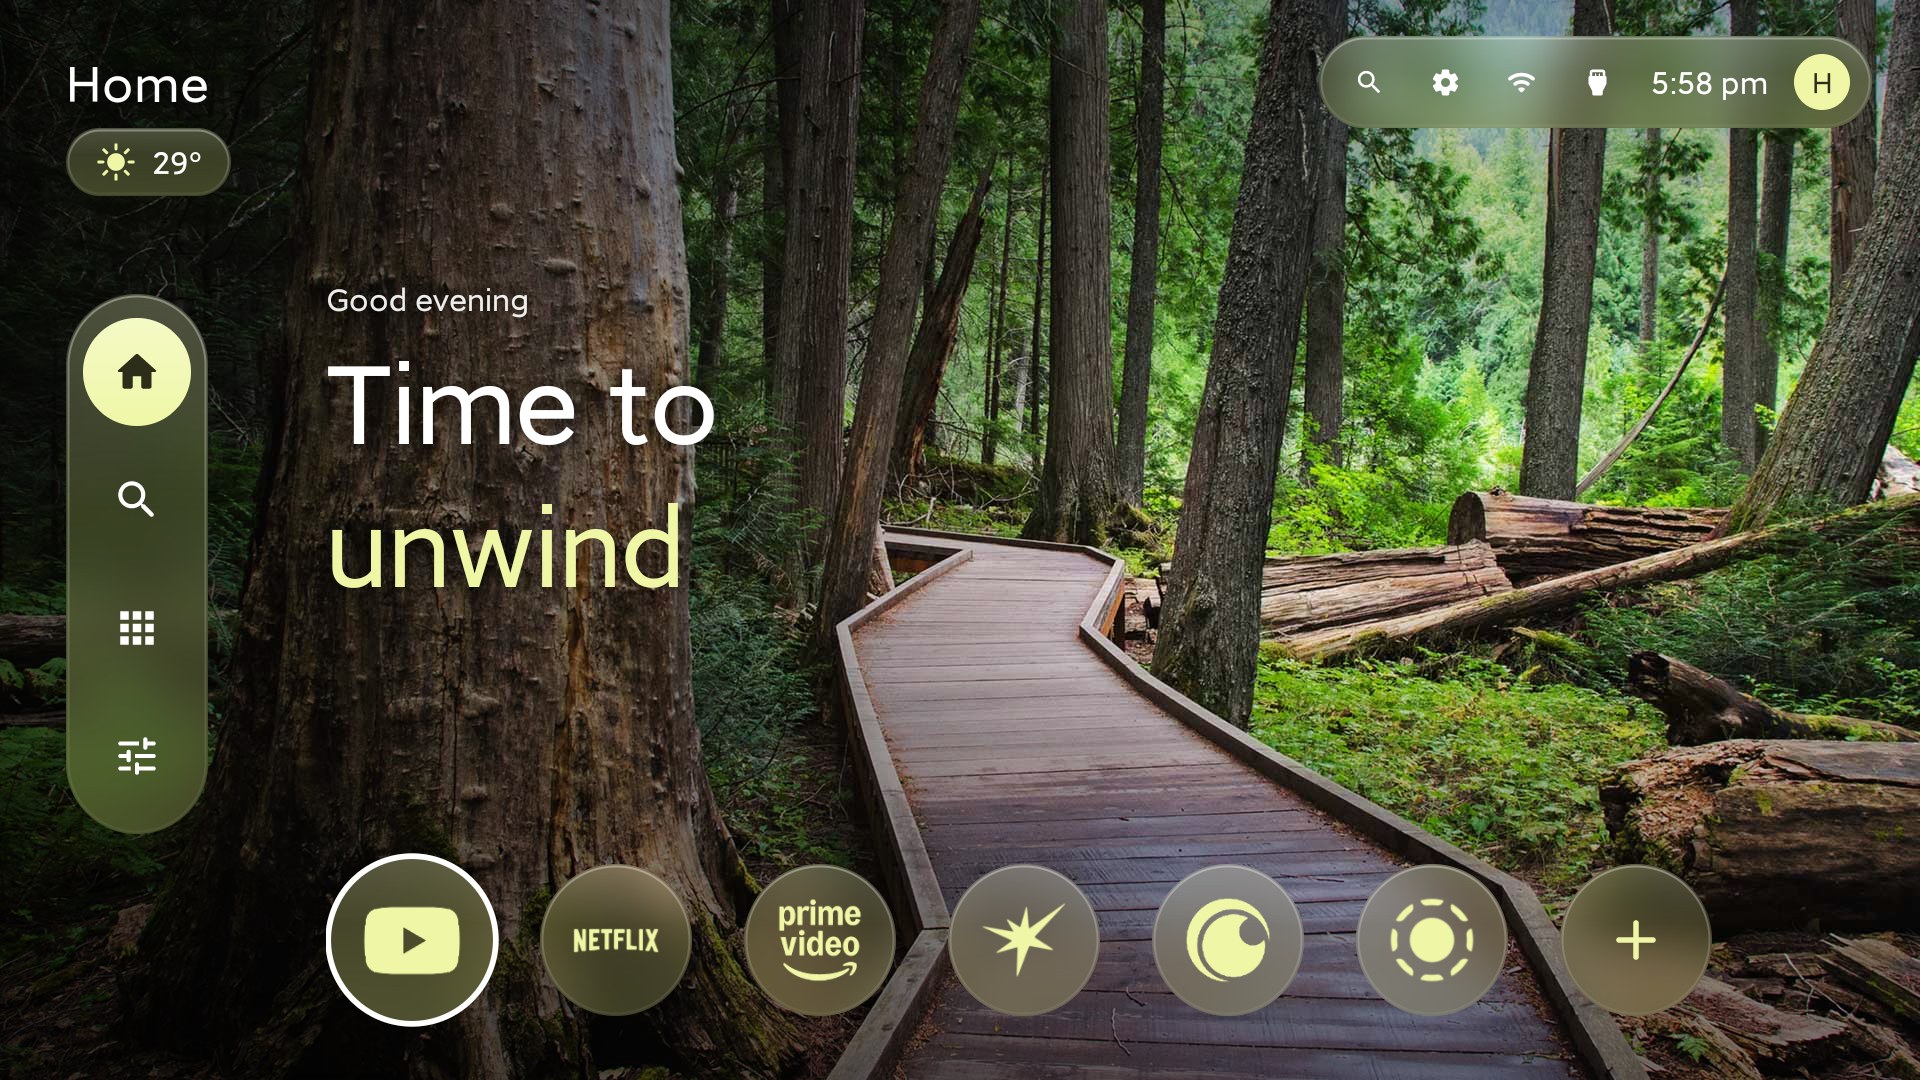 Home
5:58 pm
H
29°
Good evening
Time to
unwind
NETFLIX
prime
video